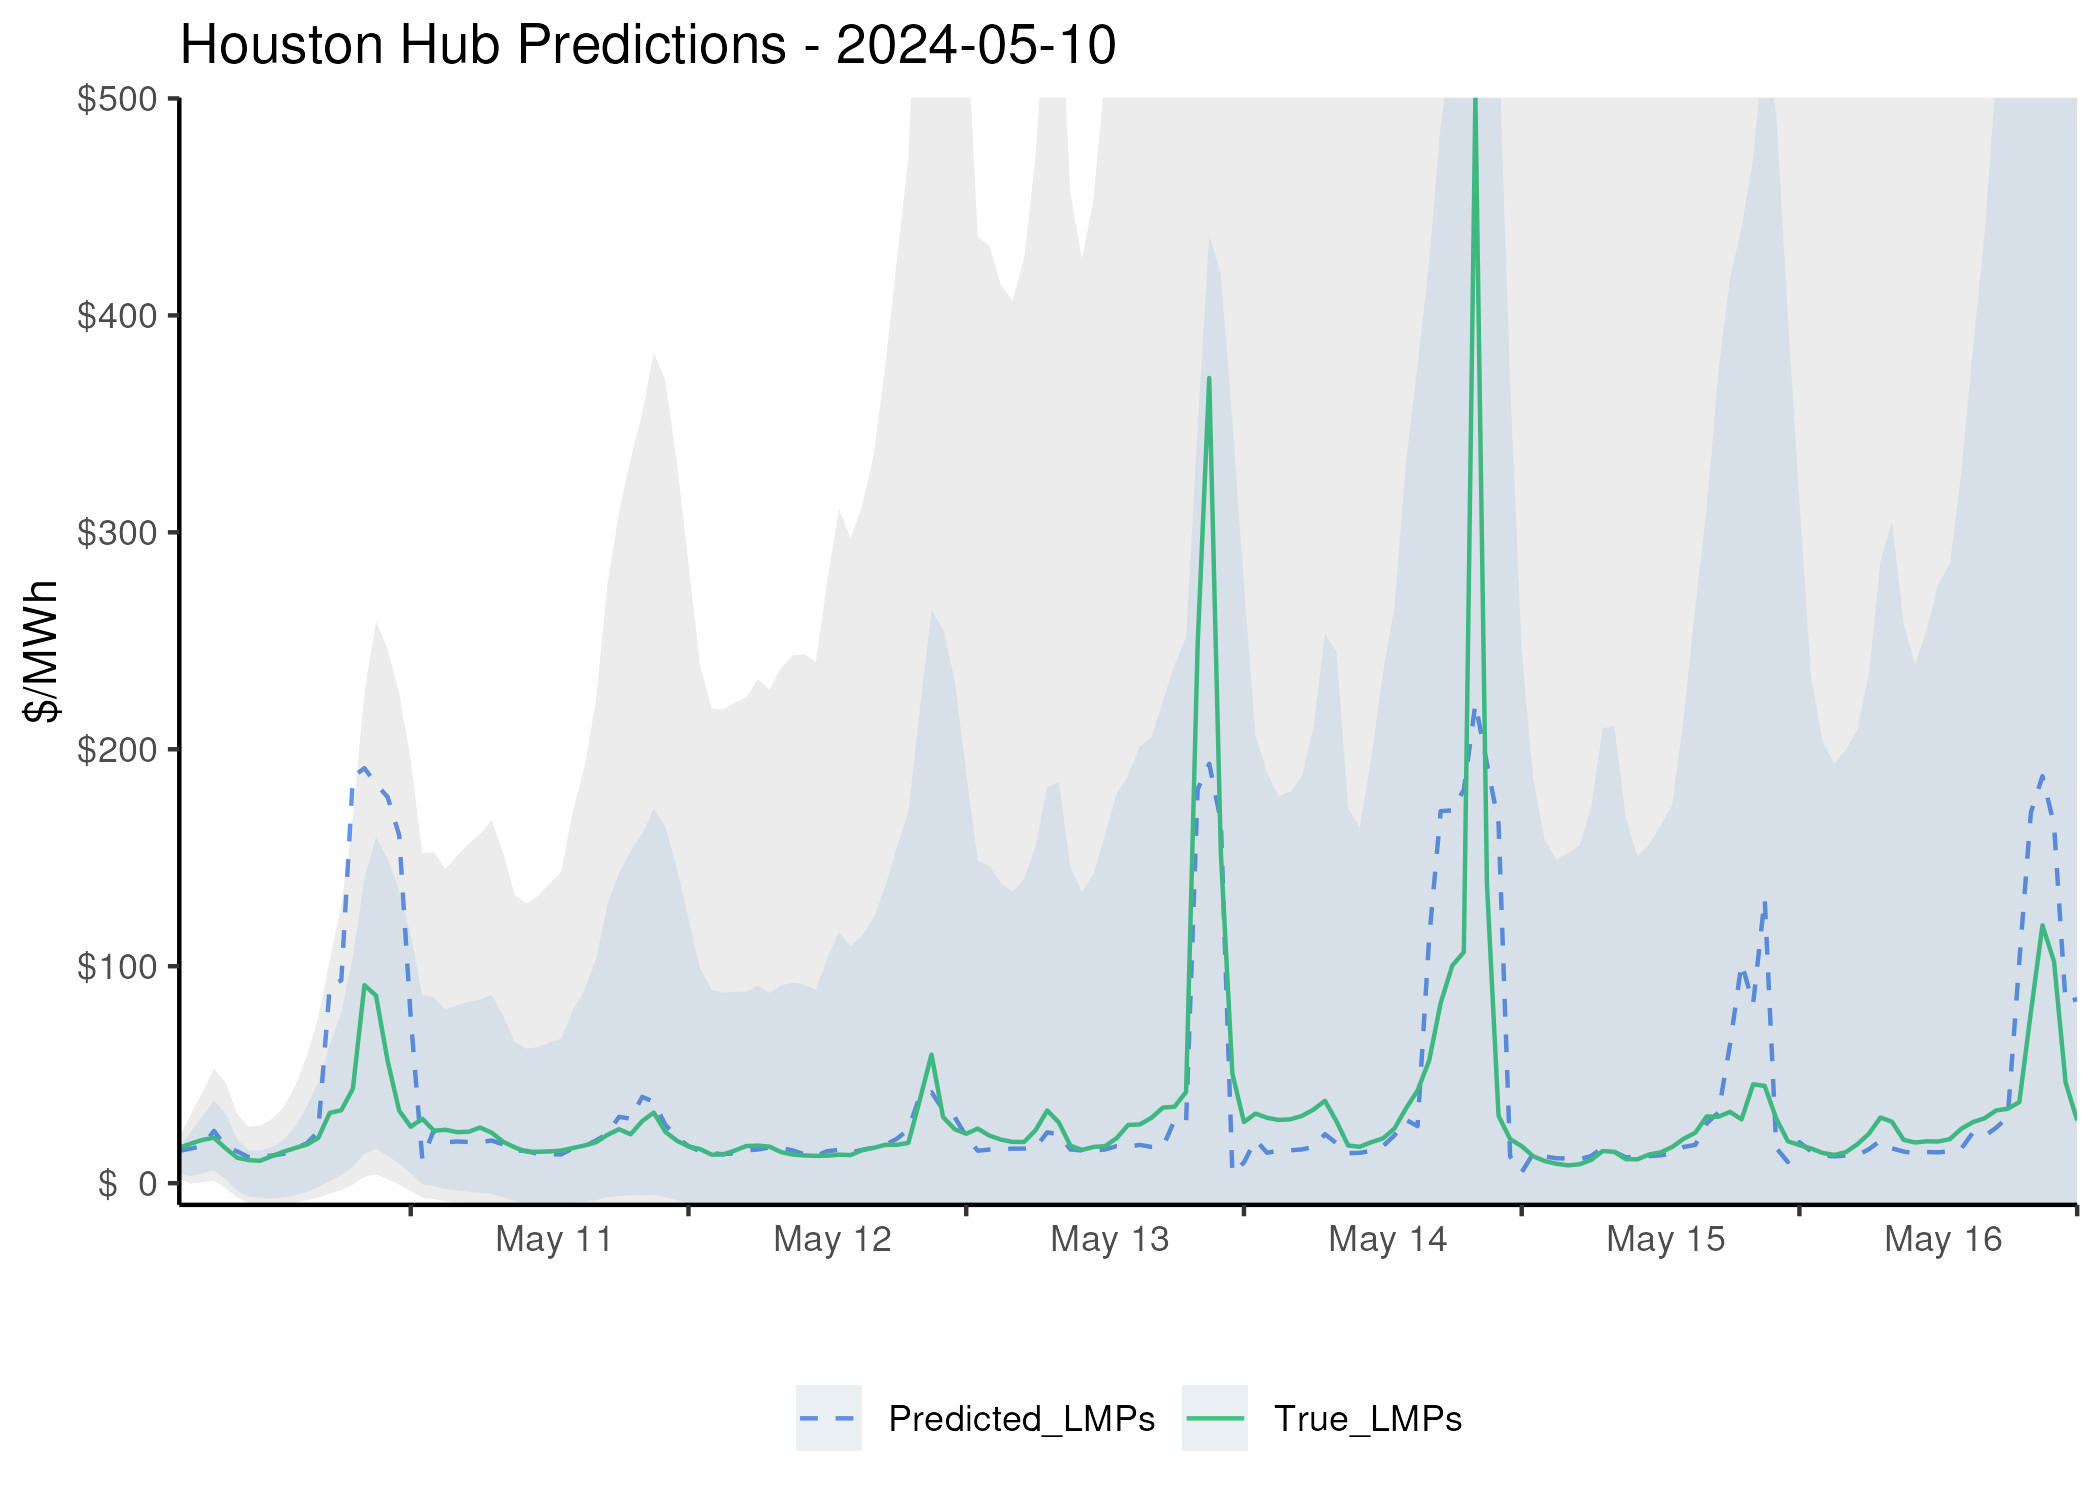 Houston Hub Predictions - 2024-05-10
$500
$400
$300
$200
$100
$  0
$/MWh
May 11
May 12
May 13
May 14
May 15
May 16
Predicted_LMPs
True_LMPs